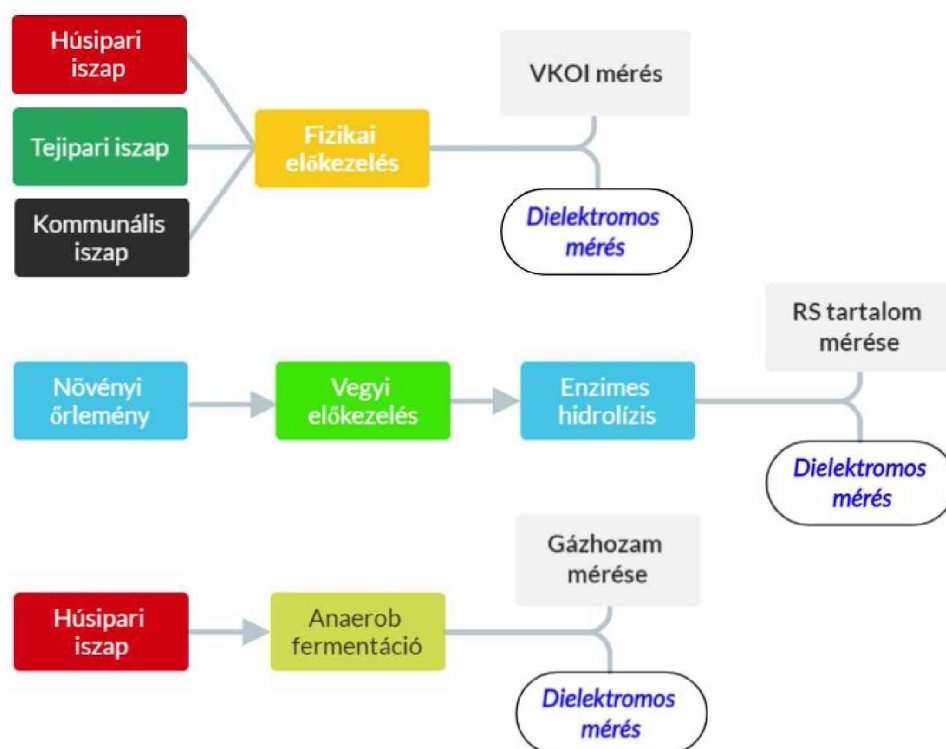 Húsipari
iszap
Tejipari iszap
Kommunális
iszap
Fizikai
előkezelés
VKOI mérés
Dielektromos
mérés
Növényi
őrlemény
Vegyi
előkezelés
Enzimes
hidrolízis
RS tartalom
mérése
Dielektromos
mérés
Húsipari
iszap
Anaerob
fermentáció
Gázhozam
mérése
Dielektromos
mérés